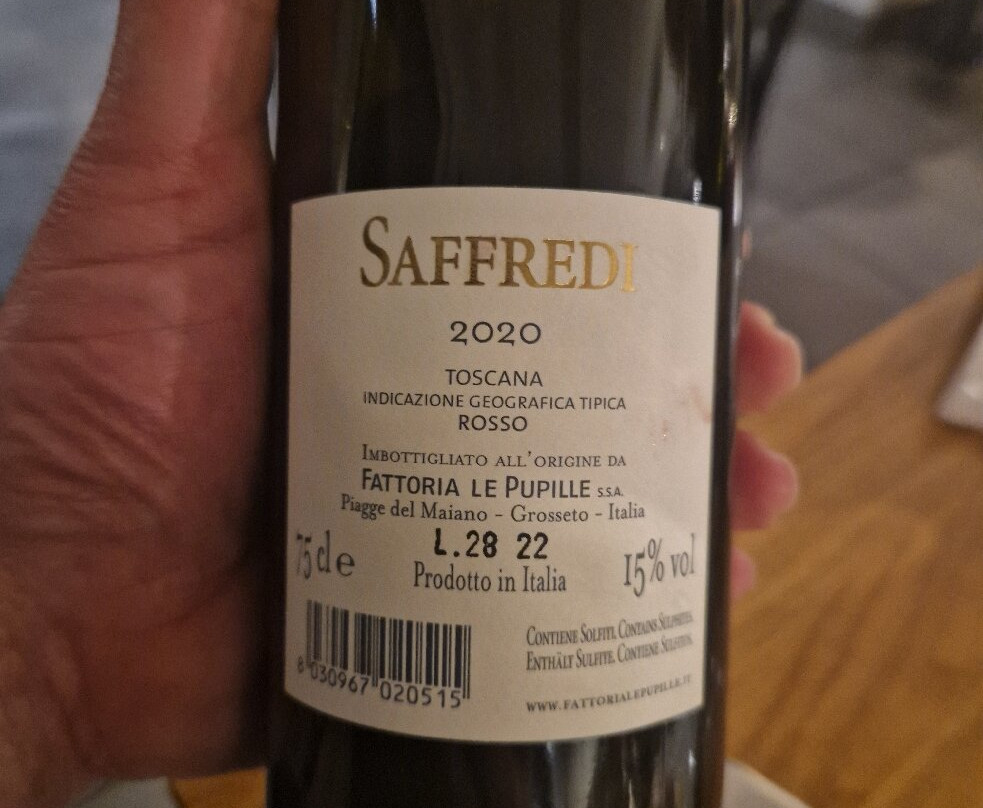 SAFFREDI
2020
TOSCANA
INDICAZIONE GEOGRAFICA TIPICA
ROSSO
IMBOTTIGLIATO ALL'ORIGINE DA
FATTORIA LE PUPILLE S.S.A.
Piagge del Maiano - Grosseto - Italia
L.28 22
75 cl e
Prodotto in Italia
15% vol
CONTIENE SOLFITI, CONTAINS SULPHITES,
ENTHÄLT SULFITE, CONTIENE SULFITOS,
8 030967 020515
WWW.FATTORIALEPUPILLE.IT